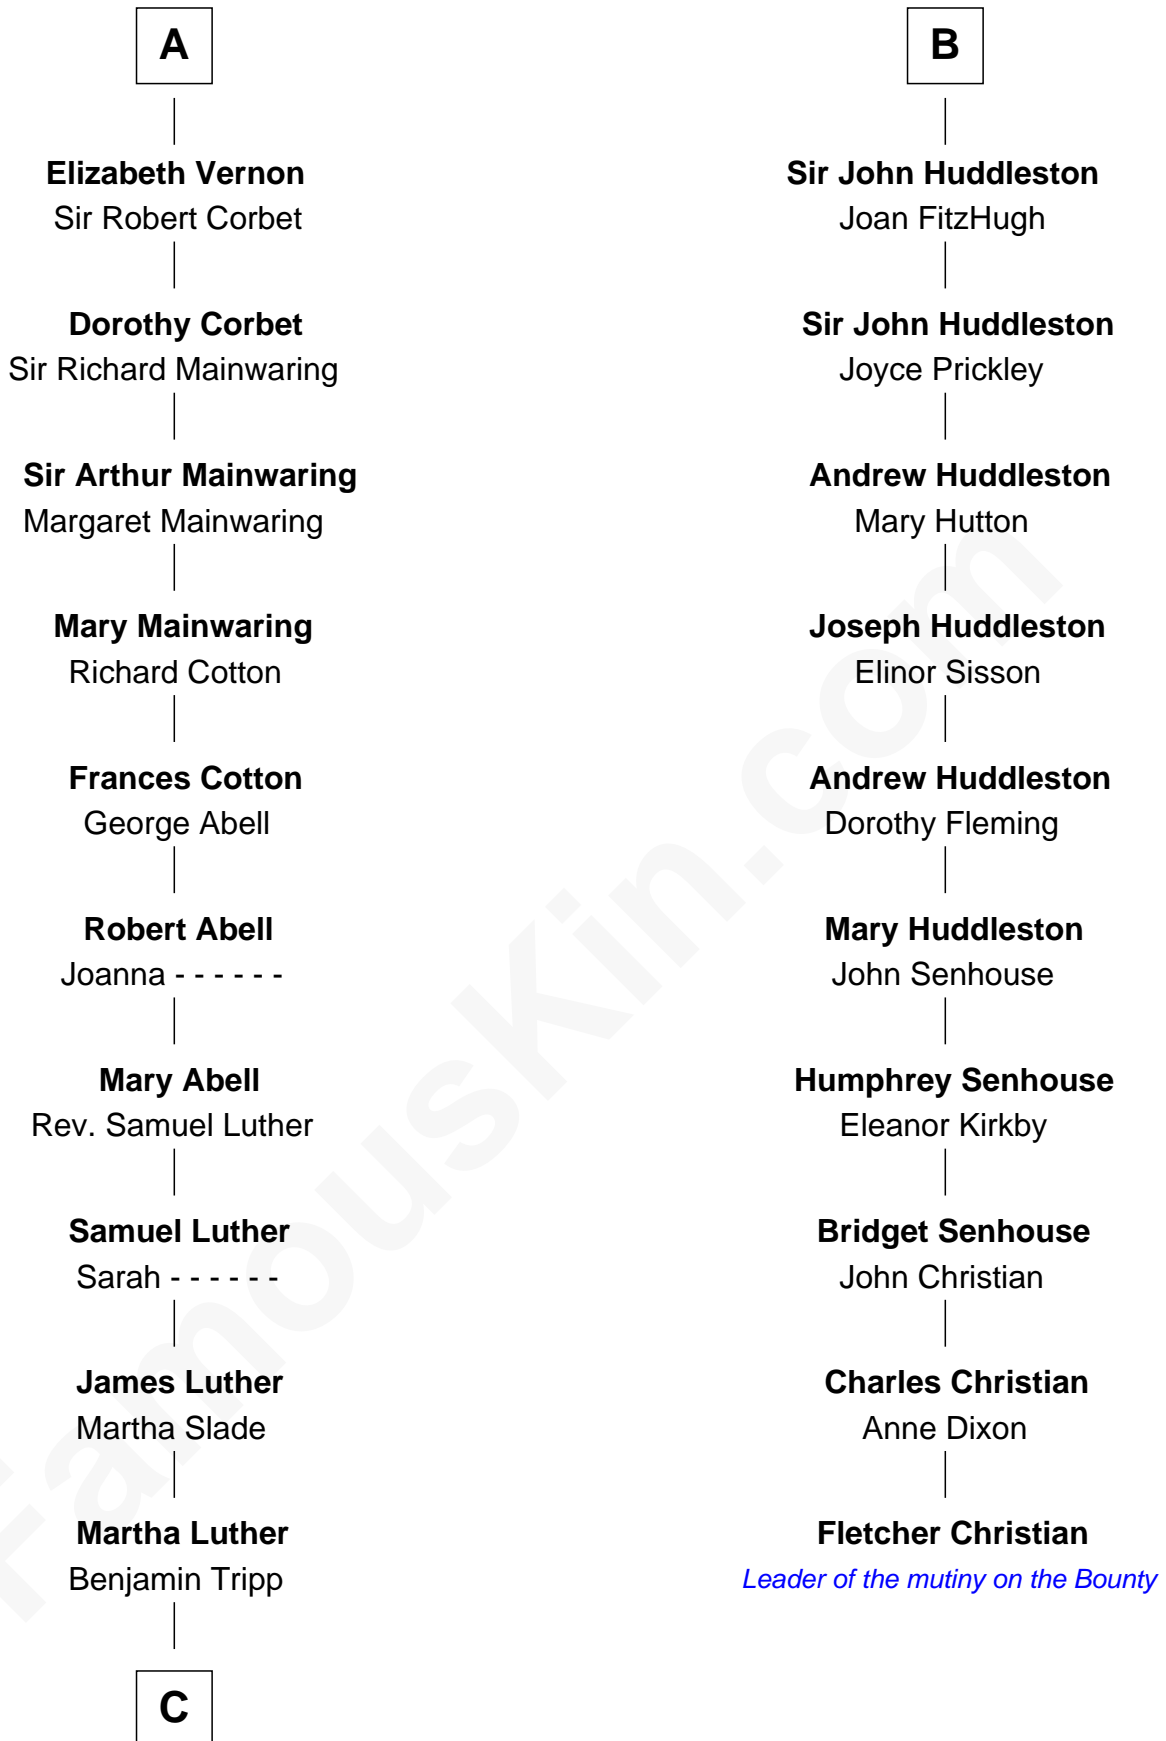 A
Elizabeth Vernon
Sir Robert Corbet
Dorothy Corbet
Sir Richard Mainwaring
Sir Arthur Mainwaring
Margaret Mainwaring
Mary Mainwaring
Richard Cotton
Frances Cotton
George Abell
Robert Abell
Joanna - - - - - -
Mary Abell
Rev. Samuel Luther
Samuel Luther
Sarah - - - - - -
James Luther
Martha Slade
Martha Luther
Benjamin Tripp
C
B
Sir John Huddleston
Joan FitzHugh
Sir John Huddleston
Joyce Prickley
Andrew Huddleston
Mary Hutton
Joseph Huddleston
Elinor Sisson
Andrew Huddleston
Dorothy Fleming
Mary Huddleston
John Senhouse
Humphrey Senhouse
Eleanor Kirkby
Bridget Senhouse
John Christian
Charles Christian
Anne Dixon
Fletcher Christian
Leader of the mutiny on the Bounty
FamousKin.com